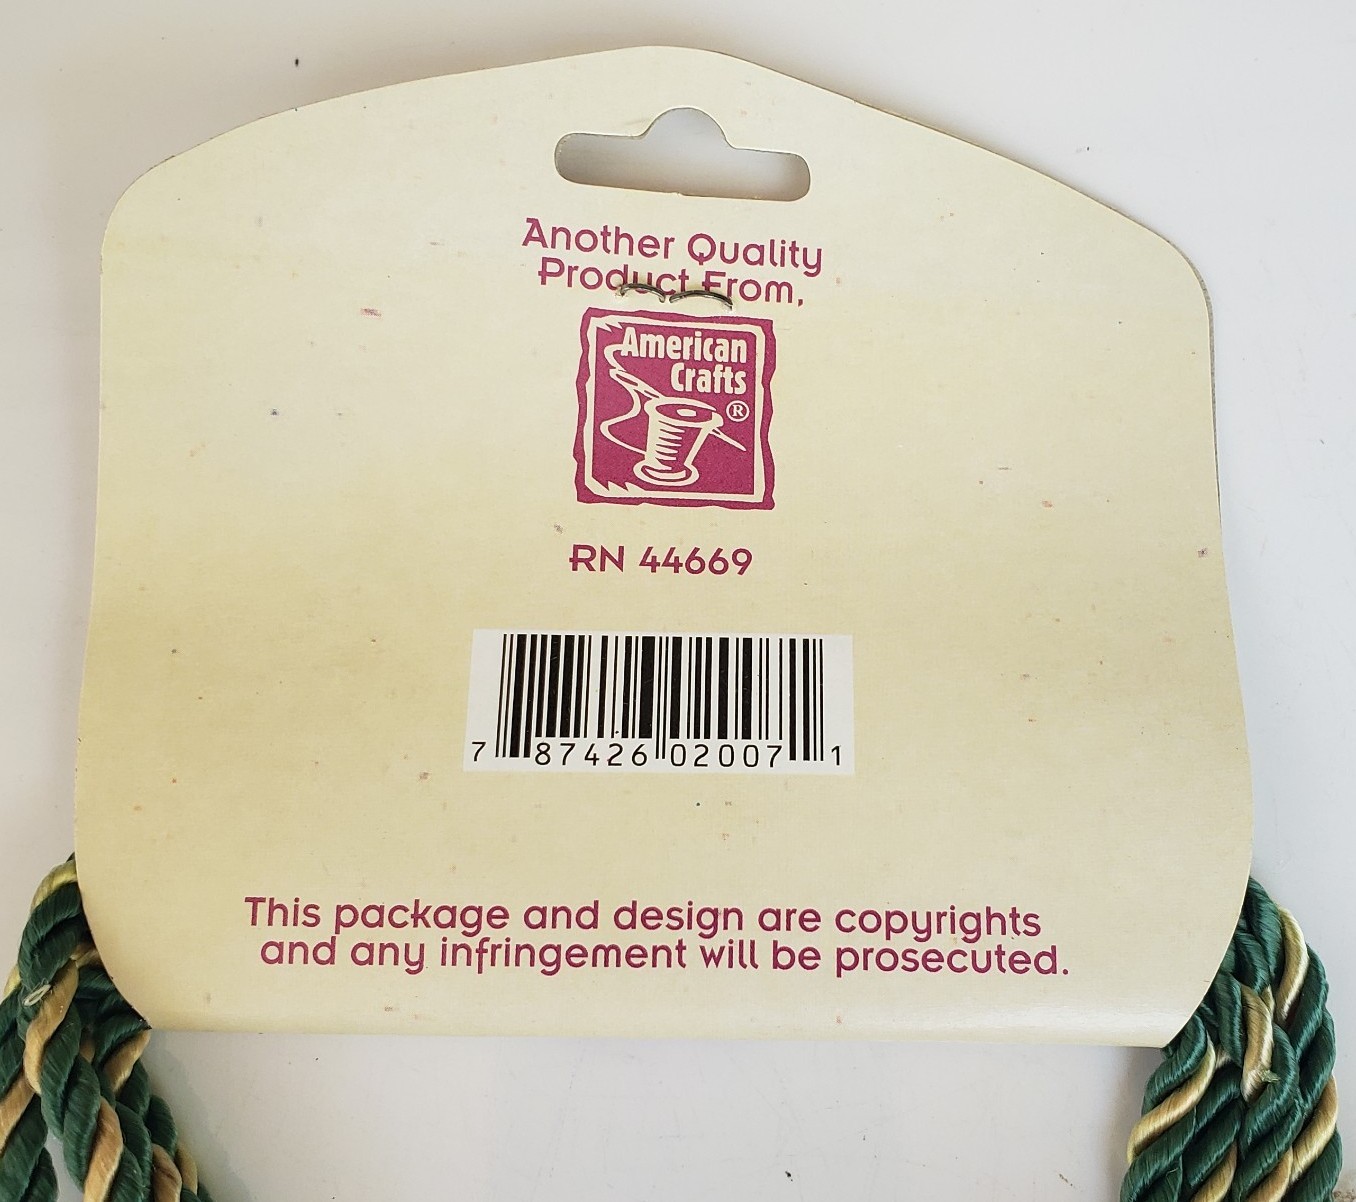 Another Quality
Product From,
American
Crafts
®
RN 44669
7 87426 02007 1
This package and design are copyrights
and any infringement will be prosecuted.